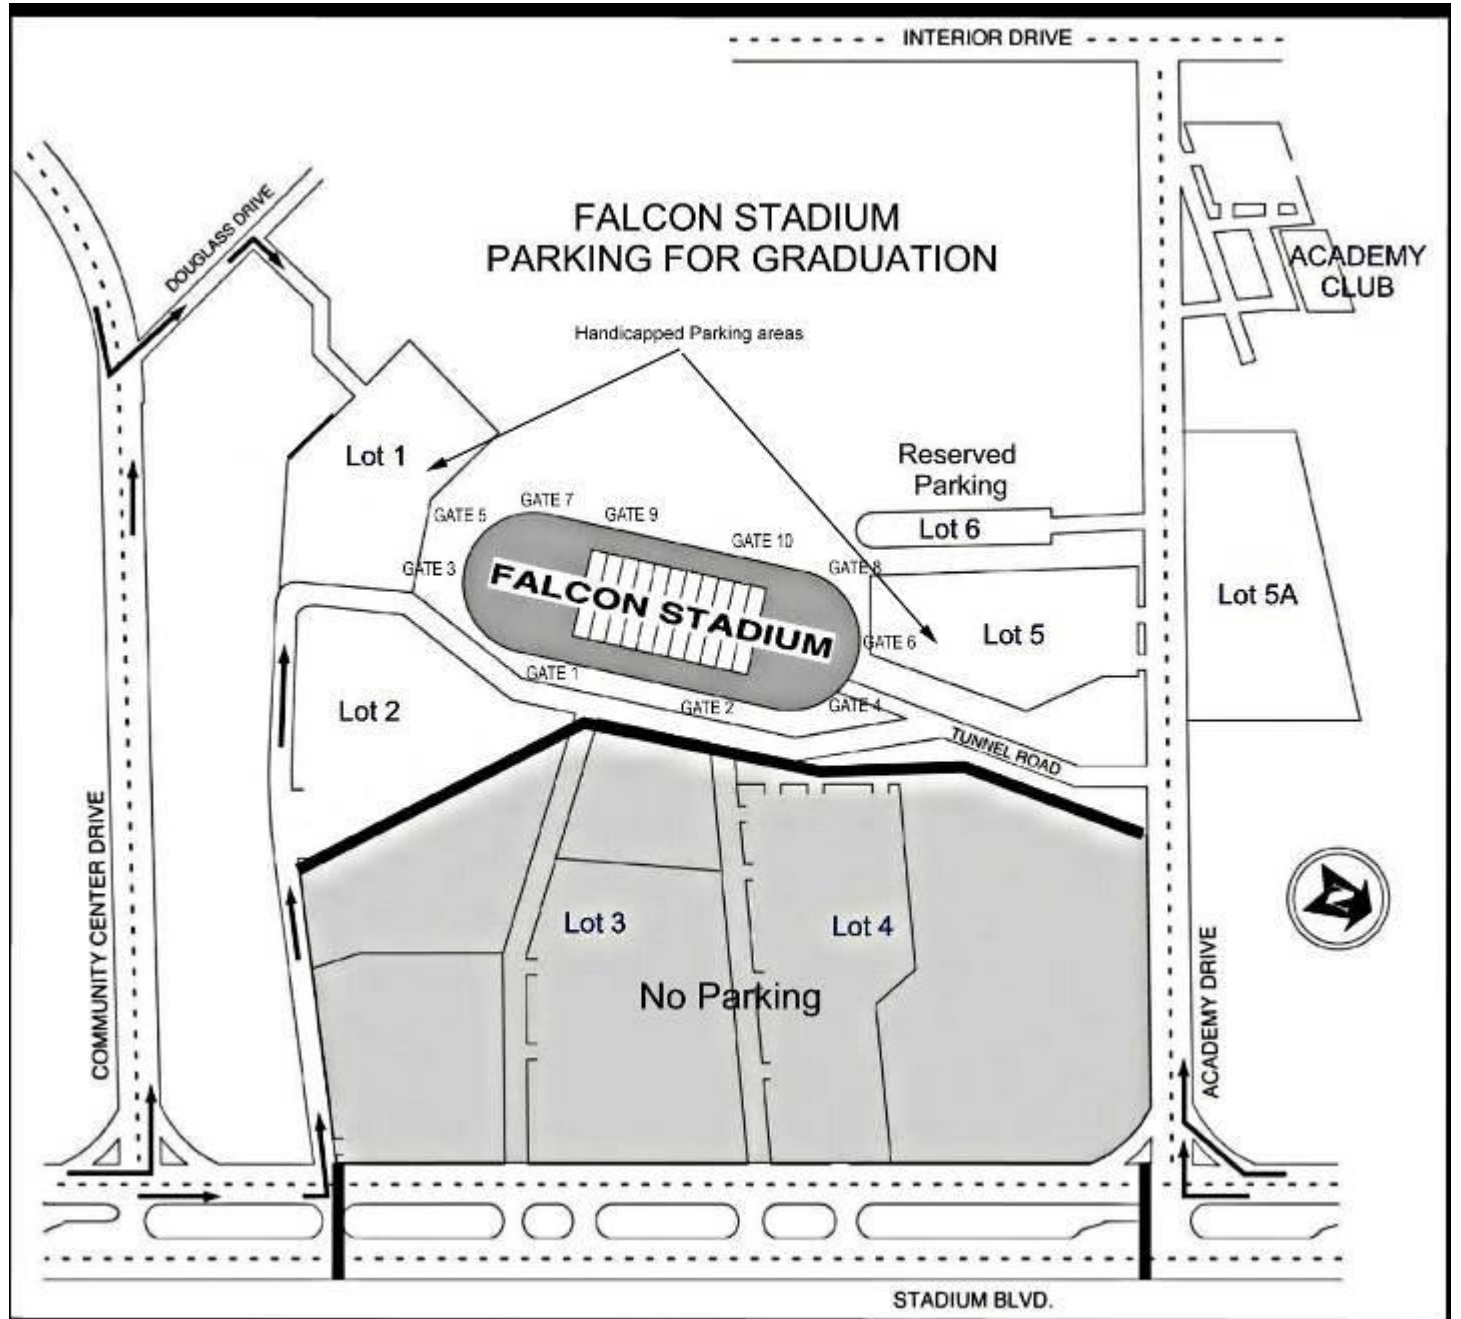 INTERIOR DRIVE
DOUGLASS DRIVE
FALCON STADIUM
PARKING FOR GRADUATION
ACADEMY
CLUB
Handicapped Parking areas
Lot 1
Reserved
Parking
Lot 6
GATE 7
GATE 5
GATE 9
GATE 10
GATE 3
GATE 8
FALCON STADIUM
Lot 5A
Lot 5
GATE 6
GATE 1
GATE 2
GATE 4
Lot 2
TUNNEL ROAD
COMMUNITY CENTER DRIVE
N
Lot 3
Lot 4
No Parking
ACADEMY DRIVE
STADIUM BLVD.